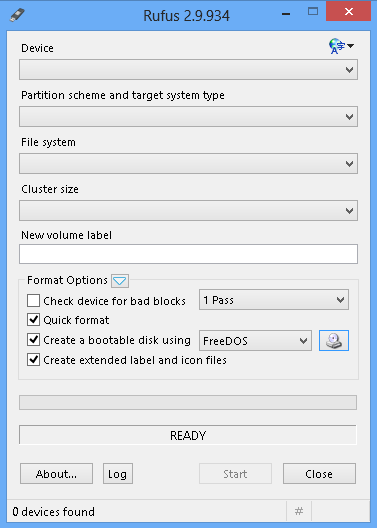 Rufus 2.9.934
Device
Partition scheme and target system type
File system
Cluster size
New volume label
Format Options
Check device for bad blocks 1 Pass
Quick format
Create a bootable disk using FreeDOS
Create extended label and icon files
READY
About... Log Start Close
0 devices found #